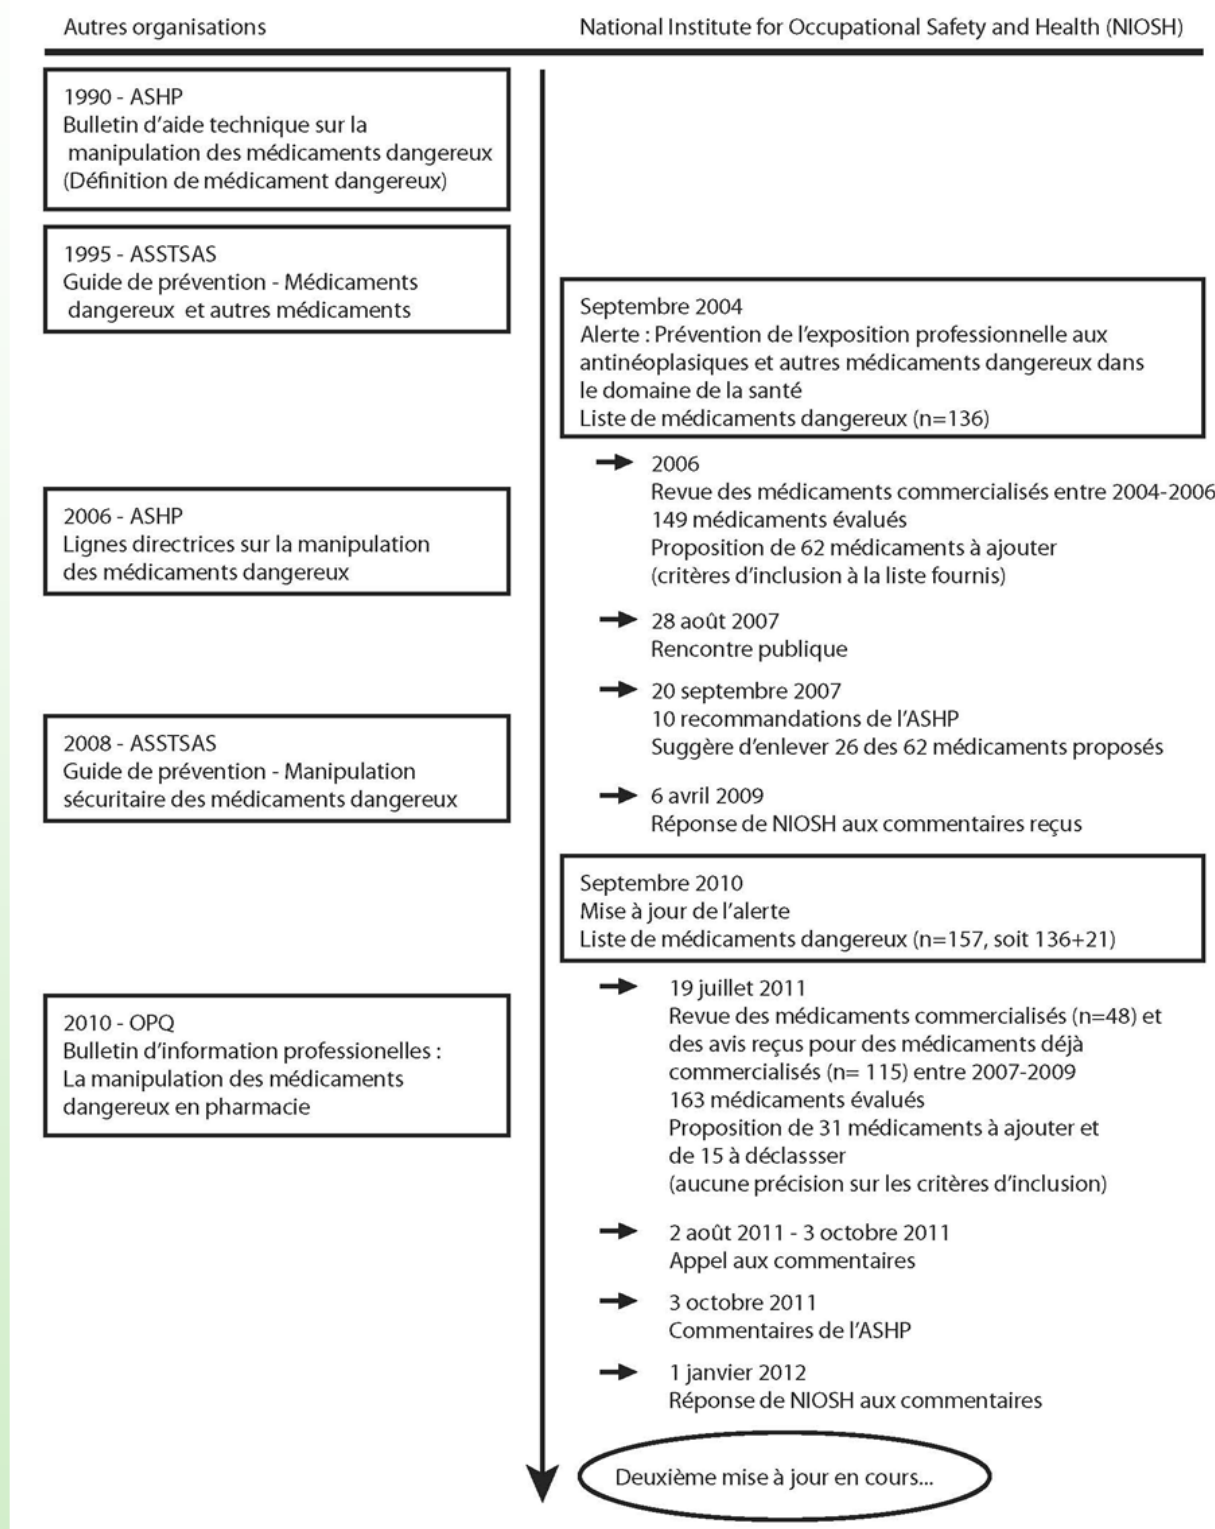 Autres organisations
National Institute for Occupational Safety and Health (NIOSH)
1990 - ASHP
Bulletin d’aide technique sur la
manipulation des médicaments dangereux
(Définition de médicament dangereux)
1995 - ASSTSAS
Guide de prévention - Médicaments
dangereux et autres médicaments
2006 - ASHP
Lignes directrices sur la manipulation
des médicaments dangereux
2008 - ASSTSAS
Guide de prévention - Manipulation
sécuritaire des médicaments dangereux
2010 - OPQ
Bulletin d’information professionelles :
La manipulation des médicaments
dangereux en pharmacie
Septembre 2004
Alerte : Prévention de l’exposition professionnelle aux
antinéoplasiques et autres médicaments dangereux dans
le domaine de la santé
Liste de médicaments dangereux (n=136)
2006
Revue des médicaments commercialisés entre 2004-2006
149 médicaments évalués
Proposition de 62 médicaments à ajouter
(critères d’inclusion à la liste fournis)
28 août 2007
Rencontre publique
20 septembre 2007
10 recommandations de l’ASHP
Suggère d’enlever 26 des 62 médicaments proposés
6 avril 2009
Réponse de NIOSH aux commentaires reçus
Septembre 2010
Mise à jour de l’alerte
Liste de médicaments dangereux (n=157, soit 136+21)
19 juillet 2011
Revue des médicaments commercialisés (n=48) et
des avis reçus pour des médicaments déjà
commercialisés (n= 115) entre 2007-2009
163 médicaments évalués
Proposition de 31 médicaments à ajouter et
de 15 à déclassser
(aucune précision sur les critères d’inclusion)
2 août 2011 - 3 octobre 2011
Appel aux commentaires
3 octobre 2011
Commentaires de l’ASHP
1 janvier 2012
Réponse de NIOSH aux commentaires
Deuxième mise à jour en cours...